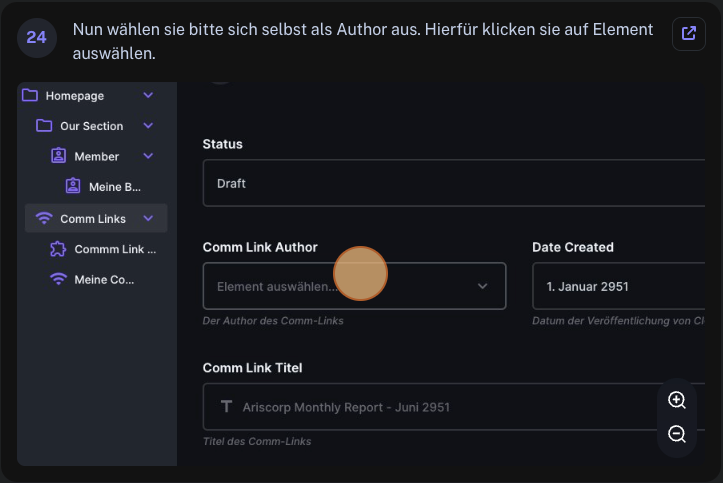 24
Nun wählen sie bitte sich selbst als Author aus. Hierfür klicken sie auf Element
auswählen.
Homepage
Our Section
Member
Meine B...
Comm Links
Commm Link ...
Meine Co...
Status
Draft
Comm Link Author
Element auswählen...
Der Author des Comm-Links
Date Created
1. Januar 2951
Datum der Veröffentlichung von
Comm Link Titel
Ariscorp Monthly Report - Juni 2951
Titel des Comm-Links